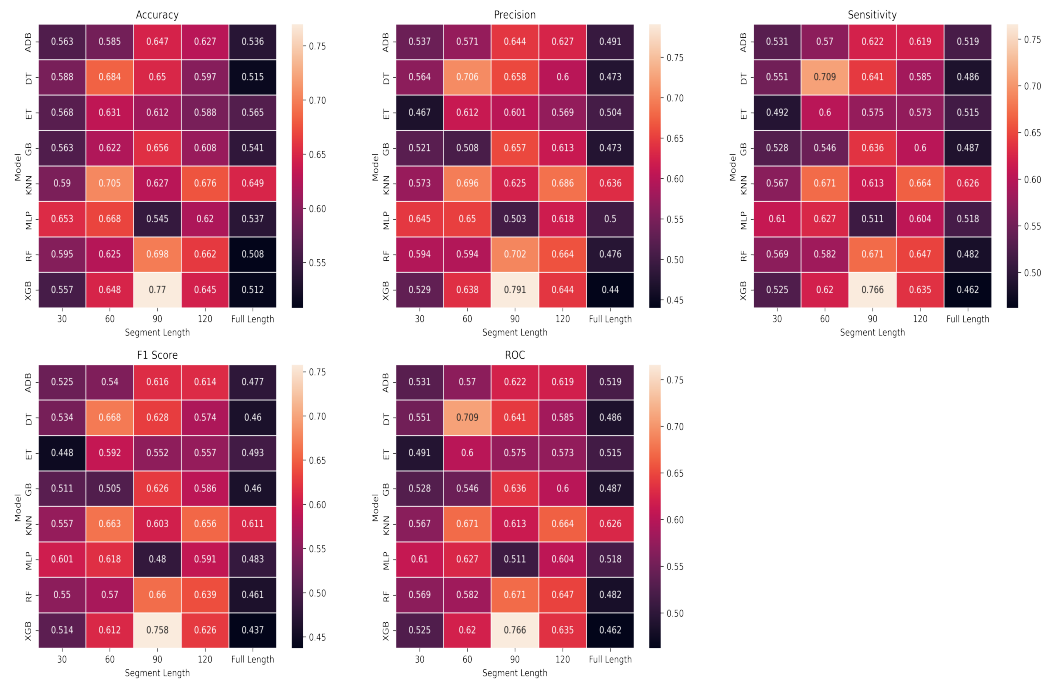 Accuracy
Model
ADB 0.563 0.585 0.647 0.627 0.536
DT 0.588 0.684 0.65 0.597 0.515
ET 0.568 0.631 0.612 0.588 0.565
GB 0.563 0.622 0.656 0.608 0.541
KNN 0.59 0.705 0.627 0.676 0.649
MLP 0.653 0.668 0.545 0.62 0.537
RF 0.595 0.625 0.698 0.662 0.508
XGB 0.557 0.648 0.77 0.645 0.512
30 60 90 120 Full Length
Segment Length
0.75
0.70
0.65
0.60
0.55
Precision
Model
ADB 0.537 0.571 0.644 0.627 0.491
DT 0.564 0.706 0.658 0.6 0.473
ET 0.467 0.612 0.601 0.569 0.504
GB 0.521 0.508 0.657 0.613 0.473
KNN 0.573 0.696 0.625 0.686 0.636
MLP 0.645 0.65 0.503 0.618 0.5
RF 0.594 0.594 0.702 0.664 0.476
XGB 0.529 0.638 0.791 0.644 0.44
30 60 90 120 Full Length
Segment Length
0.75
0.70
0.65
0.60
0.55
0.50
0.45
Sensitivity
Model
ADB 0.531 0.57 0.622 0.619 0.519
DT 0.551 0.709 0.641 0.585 0.486
ET 0.492 0.6 0.575 0.573 0.515
GB 0.528 0.546 0.636 0.6 0.487
KNN 0.567 0.671 0.613 0.664 0.626
MLP 0.61 0.627 0.511 0.604 0.518
RF 0.569 0.582 0.671 0.647 0.482
XGB 0.525 0.62 0.766 0.635 0.462
30 60 90 120 Full Length
Segment Length
0.75
0.70
0.65
0.60
0.55
0.50
F1 Score
Model
ADB 0.525 0.54 0.616 0.614 0.477
DT 0.534 0.668 0.628 0.574 0.46
ET 0.448 0.592 0.552 0.557 0.493
GB 0.511 0.505 0.626 0.586 0.46
KNN 0.557 0.663 0.603 0.656 0.611
MLP 0.601 0.618 0.48 0.591 0.483
RF 0.55 0.57 0.66 0.639 0.461
XGB 0.514 0.612 0.758 0.626 0.437
30 60 90 120 Full Length
Segment Length
0.75
0.70
0.65
0.60
0.55
0.50
0.45
ROC
Model
ADB 0.531 0.57 0.622 0.619 0.519
DT 0.551 0.709 0.641 0.585 0.486
ET 0.491 0.6 0.575 0.573 0.515
GB 0.528 0.546 0.636 0.6 0.487
KNN 0.567 0.671 0.613 0.664 0.626
MLP 0.61 0.627 0.511 0.604 0.518
RF 0.569 0.582 0.671 0.647 0.482
XGB 0.525 0.62 0.766 0.635 0.462
30 60 90 120 Full Length
Segment Length
0.75
0.70
0.65
0.60
0.55
0.50